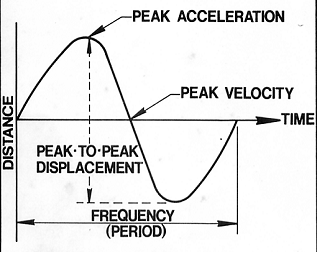 PEAK ACCELERATION
PEAK VELOCITY
TIME
DISTANCE
PEAK·TO·PEAK
DISPLACEMENT
FREQUENCY
(PERIOD)